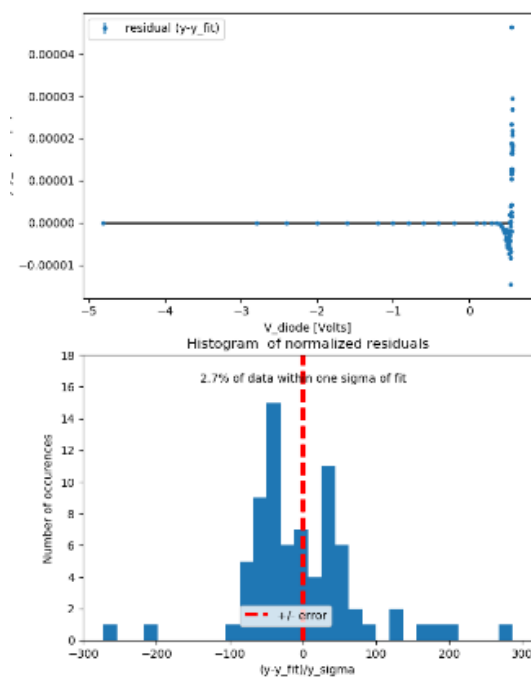 residual (y-y_fit)
0.00004
0.00003
0.00002
0.00001
0.00000
−0.00001
−5 −4 −3 −2 −1 0
V_diode [Volts]
Histogram of normalized residuals
2.7% of data within one sigma of fit
Number of occurences
18
16
14
12
10
8
6
4
2
0
+/- error
−300 −200 −100 0 100 200 300
(y-y_fit)/y_sigma